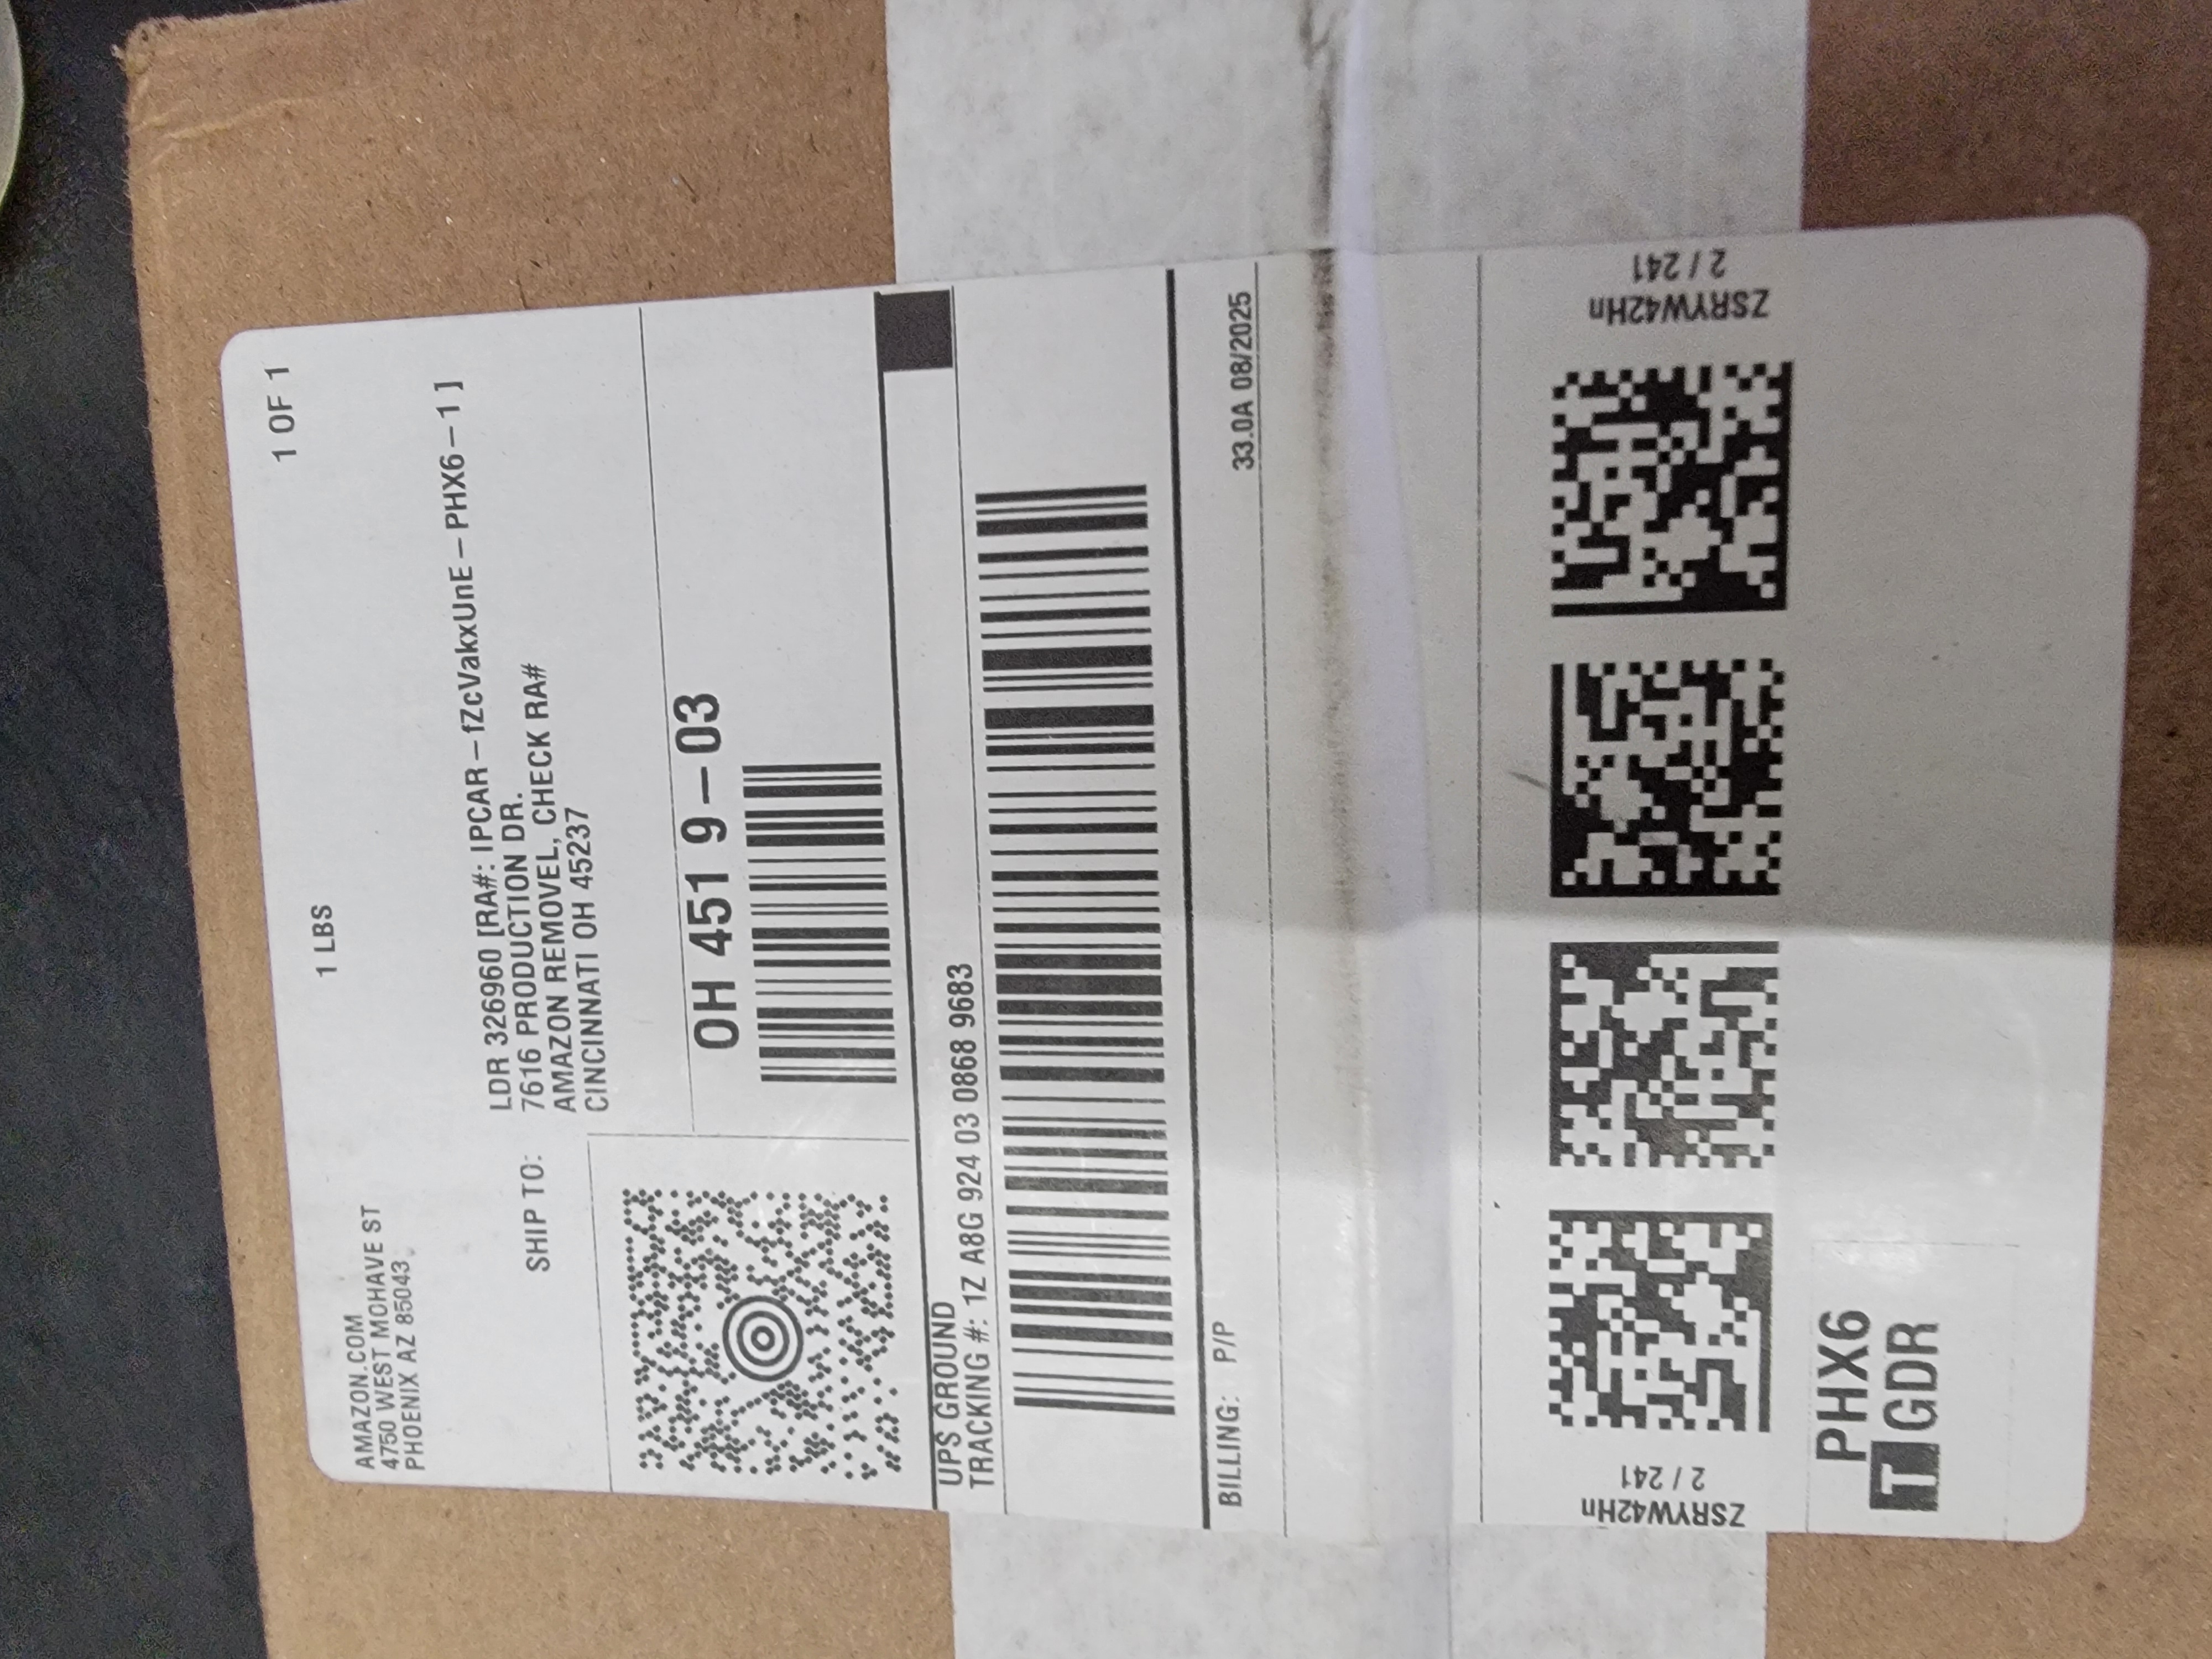 1 OF 1
1 LBS
AMAZON.COM
4750 WEST MOHAVE ST
PHOENIX AZ 85043
SHIP TO:
LDR 326960 [RA#: IPCAR-fZcVakxUnE-PHX6-1]
7616 PRODUCTION DR.
AMAZON REMOVEL, CHECK RA#
CINCINNATI OH 45237
OH 451 9-03
UPS GROUND
TRACKING #: 1Z A8G 924 03 0868 9683
BILLING: P/P
33.0A 08/2025
ZSRYW42Hn
2 / 241
ZSRYW42Hn
2 / 241
PHX6
T GDR